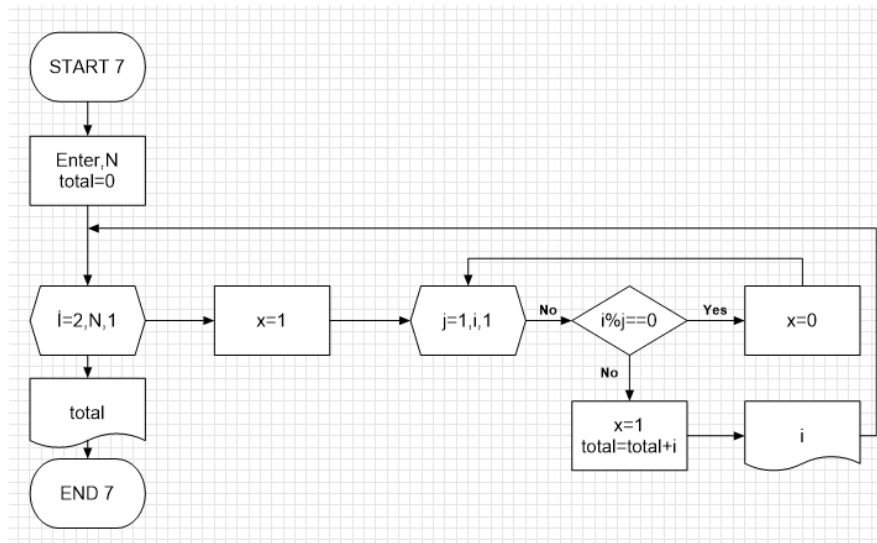 START 7
Enter,N
total=0
İ=2,N,1
x=1
j=1,i,1
No
i%j==0
Yes
x=0
No
x=1
total=total+i
i
total
END 7